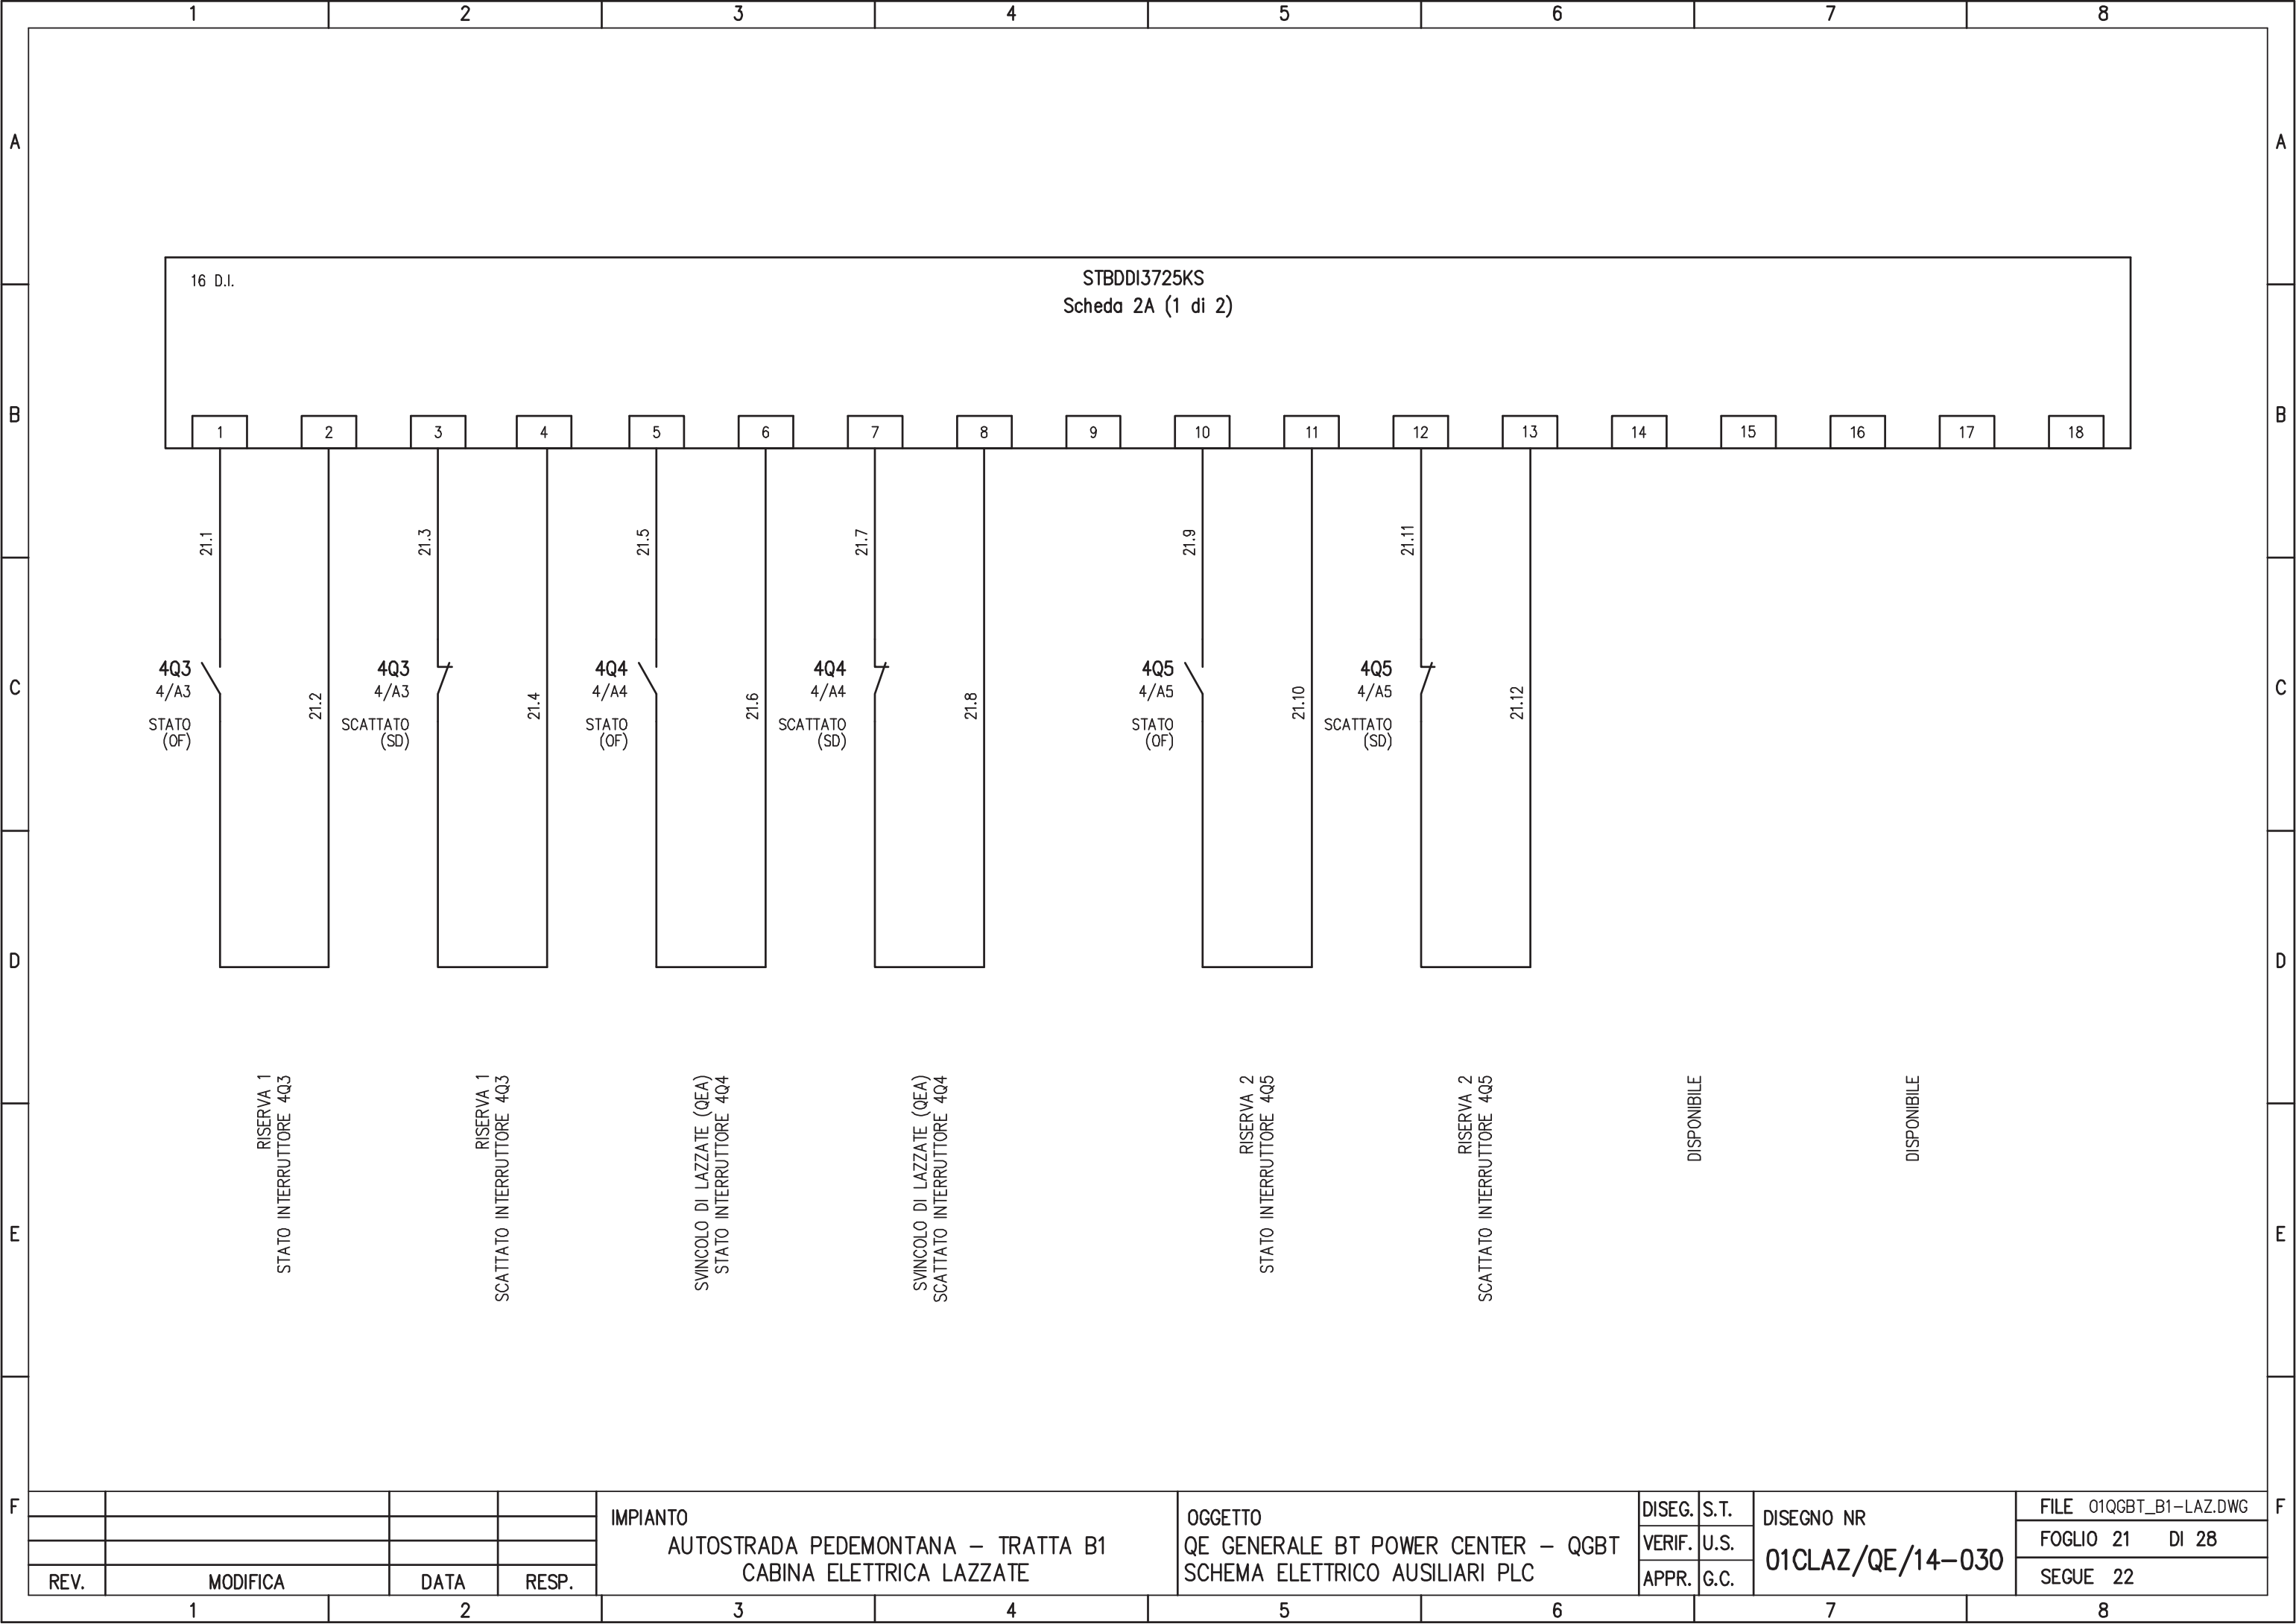 1 2 3 4 5 6 7 8
A A
16 D.I.
STBDDI3725KS
Scheda 2A (1 di 2)
B B
1 2 3 4 5 6 7 8 9 10 11 12 13 14 15 16 17 18
21.1 21.3 21.5 21.7 21.9 21.11
C C
4Q3 4Q3 4Q4 4Q4 4Q5 4Q5
4/A3 4/A3 4/A4 4/A4 4/A5 4/A5
21.2 21.4 21.6 21.8 21.10 21.12
STATO SCATTATO STATO SCATTATO STATO SCATTATO
(OF) (SD) (OF) (SD) (OF) (SD)
D D
RISERVA 1
STATO INTERRUTTORE 4Q3
RISERVA 1
SCATTATO INTERRUTTORE 4Q3
SVINCOLO DI LAZZATE (QEA)
STATO INTERRUTTORE 4Q4
SVINCOLO DI LAZZATE (QEA)
SCATTATO INTERRUTTORE 4Q4
RISERVA 2
STATO INTERRUTTORE 4Q5
RISERVA 2
SCATTATO INTERRUTTORE 4Q5
DISPONIBILE
DISPONIBILE
E E
F F
REV. MODIFICA DATA RESP.
IMPIANTO
AUTOSTRADA PEDEMONTANA – TRATTA B1
CABINA ELETTRICA LAZZATE
OGGETTO
QE GENERALE BT POWER CENTER – QGBT
SCHEMA ELETTRICO AUSILIARI PLC
DISEG. S.T.
VERIF. U.S.
APPR. G.C.
DISEGNO NR
01CLAZ/QE/14-030
FILE 01QGBT_B1-LAZ.DWG
FOGLIO 21 DI 28
SEGUE 22
1 2 3 4 5 6 7 8